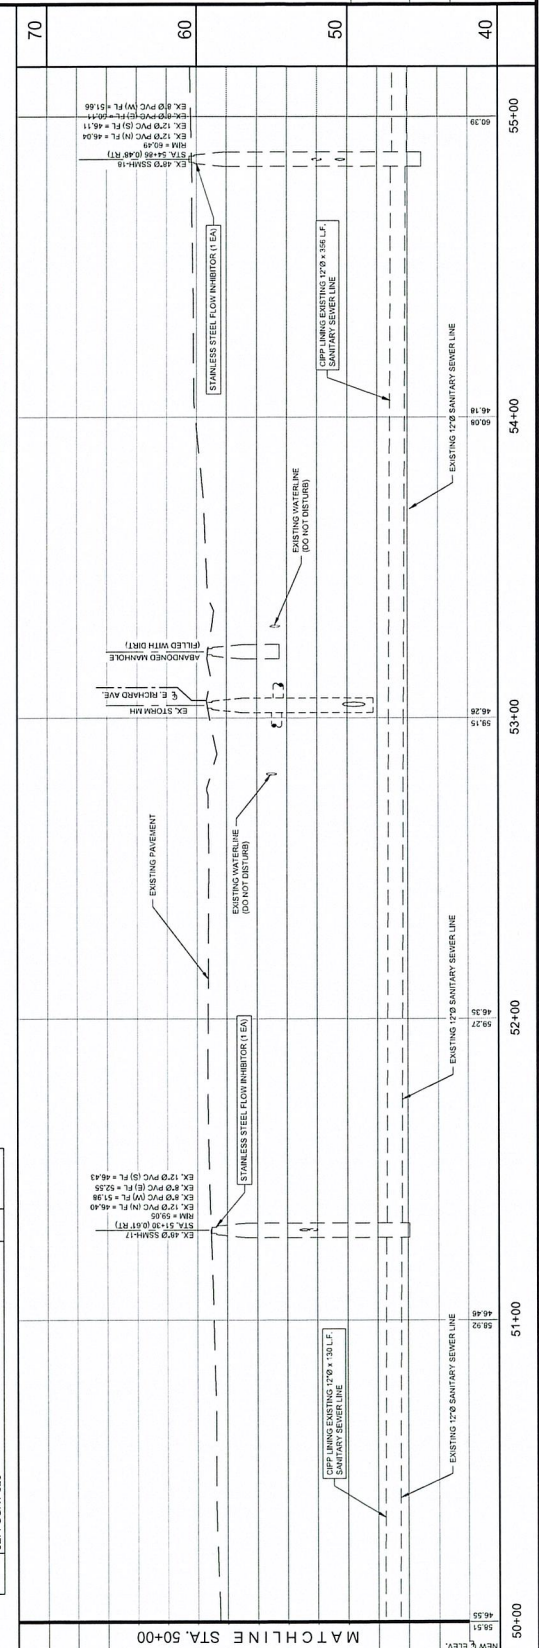 70
60
50
40
EX. 48"Ø SSMH-18
STA. 54+86 (0.48' RT)
RIM = 60.49
EX. 12"Ø PVC (N) FL = 46.04
EX. 12"Ø PVC (S) FL = 46.11
EX. 8"Ø PVC (E) FL = 50.11
EX. 8"Ø PVC (W) FL = 51.66
STAINLESS STEEL FLOW INHIBITOR (1 EA)
CIPP LINING EXISTING 12"Ø x 356 L.F.
SANITARY SEWER LINE
EXISTING 12"Ø SANITARY SEWER LINE
EXISTING WATERLINE
(DO NOT DISTURB)
ABANDONED MANHOLE
(FILLED WITH DIRT)
℄ E. RICHARD AVE.
EX. STORM MH
EXISTING WATERLINE
(DO NOT DISTURB)
EXISTING PAVEMENT
EXISTING 12"Ø SANITARY SEWER LINE
STAINLESS STEEL FLOW INHIBITOR (1 EA)
EX. 48"Ø SSMH-17
STA. 51+30 (0.61' RT)
RIM = 59.05
EX. 12"Ø PVC (N) FL = 46.40
EX. 8"Ø PVC (W) FL = 51.98
EX. 8"Ø PVC (E) FL = 52.55
EX. 12"Ø PVC (S) FL = 46.43
CIPP LINING EXISTING 12"Ø x 130 L.F.
SANITARY SEWER LINE
EXISTING 12"Ø SANITARY SEWER LINE
MATCHLINE STA. 50+00
60.39
46.18
60.08
46.26
59.15
46.35
59.27
46.46
58.92
46.55
58.51
NEW ℄ ELEV.
55+00
54+00
53+00
52+00
51+00
50+00